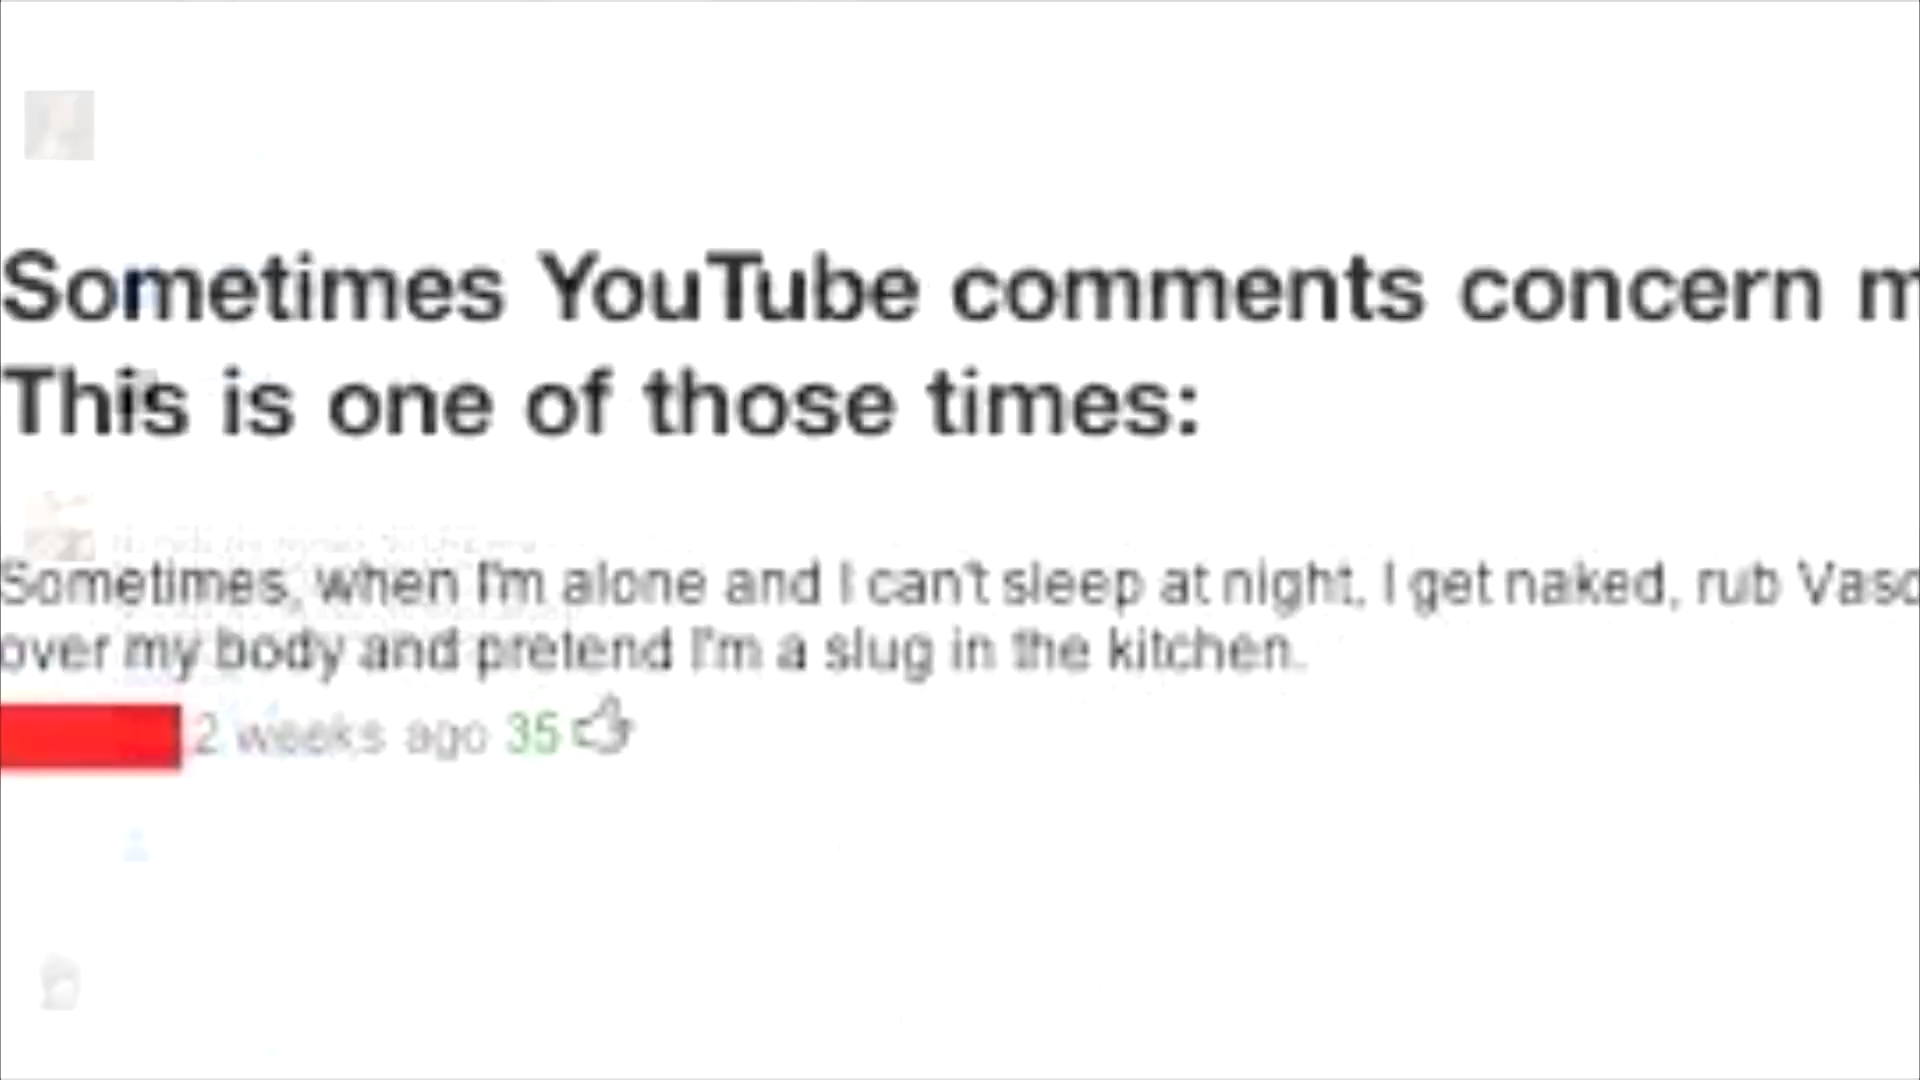 Sometimes YouTube comments concern m
This is one of those times:
Sometimes, when I'm alone and I can't sleep at night, I get naked, rub Vas
over my body and pretend I'm a slug in the kitchen.
2 weeks ago 35